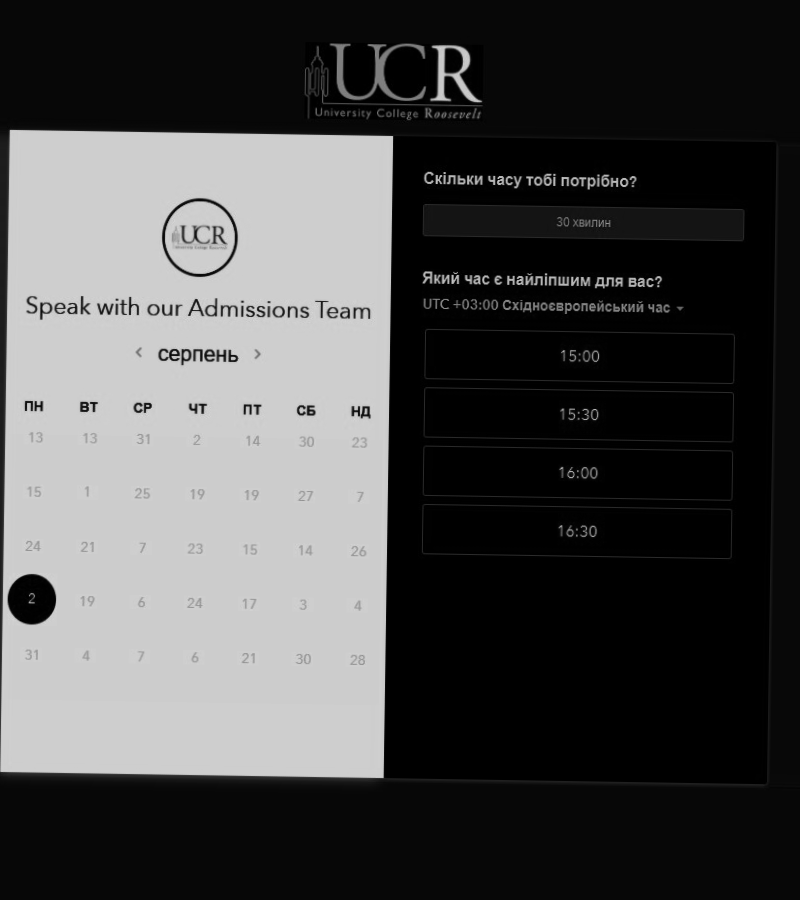 UCR
University College Roosevelt
UCR
Speak with our Admissions Team
‹ серпень ›
ПН ВТ СР ЧТ ПТ СБ НД
13 13 31 2 14 30 23
15 1 25 19 19 27 7
24 21 7 23 15 14 26
2 19 6 24 17 3 4
31 4 7 6 21 30 28
Скільки часу тобі потрібно?
30 хвилин
Який час є найліпшим для вас?
UTC +03:00 Східноєвропейський час
15:00
15:30
16:00
16:30